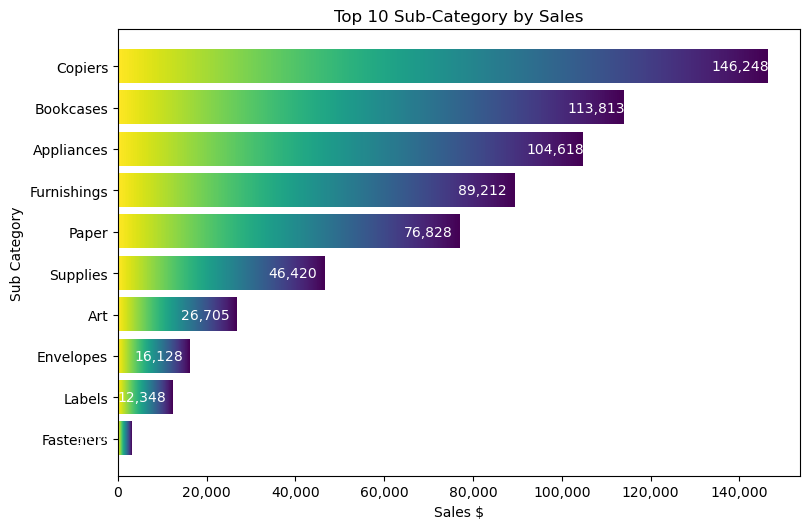 Top 10 Sub-Category by Sales
Sub Category
Copiers 146,248
Bookcases 113,813
Appliances 104,618
Furnishings 89,212
Paper 76,828
Supplies 46,420
Art 26,705
Envelopes 16,128
Labels 12,348
Fasteners
0 20,000 40,000 60,000 80,000 100,000 120,000 140,000
Sales $